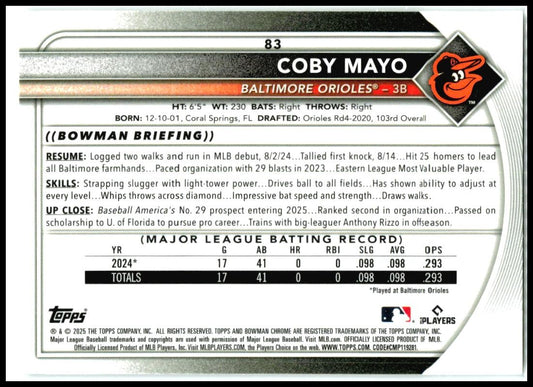 83
COBY MAYO
BALTIMORE ORIOLES® – 3B
HT: 6'5" WT: 230 BATS: Right THROWS: Right
BORN: 12-10-01, Coral Springs, FL DRAFTED: Orioles Rd4-2020, 103rd Overall
((BOWMAN BRIEFING))
RESUME: Logged two walks and run in MLB debut, 8/2/24...Tallied first knock, 8/14...Hit 25 homers to lead
all Baltimore farmhands...Paced organization with 29 blasts in 2023...Eastern League Most Valuable Player.
SKILLS: Strapping slugger with light-tower power...Drives ball to all fields...Has shown ability to adjust at
every level...Whips throws across diamond...Impressive bat speed and strength...Draws walks.
UP CLOSE: Baseball America's No. 29 prospect entering 2025...Ranked second in organization...Passed on
scholarship to U. of Florida to pursue pro career...Trains with big-leaguer Anthony Rizzo in offseason.
(MAJOR LEAGUE BATTING RECORD)
YR G AB HR RBI SLG AVG OPS
2024* 17 41 0 0 .098 .098 .293
TOTALS 17 41 0 0 .098 .098 .293
*Played at Baltimore Orioles
Topps PLAYERS
® & © 2025 THE TOPPS COMPANY, INC. ALL RIGHTS RESERVED. TOPPS AND BOWMAN CHROME ARE REGISTERED TRADEMARKS OF THE TOPPS COMPANY, INC.
Major League Baseball trademarks and copyrights are used with permission of Major League Baseball. Visit MLB.com. OFFICIALLY LICENSED PRODUCT OF MLB.
Officially Licensed Product of MLB Players, Inc. Visit MLBPLAYERS.com, the Players Choice on the web. WWW.TOPPS.COM. CODE#CMP119281.